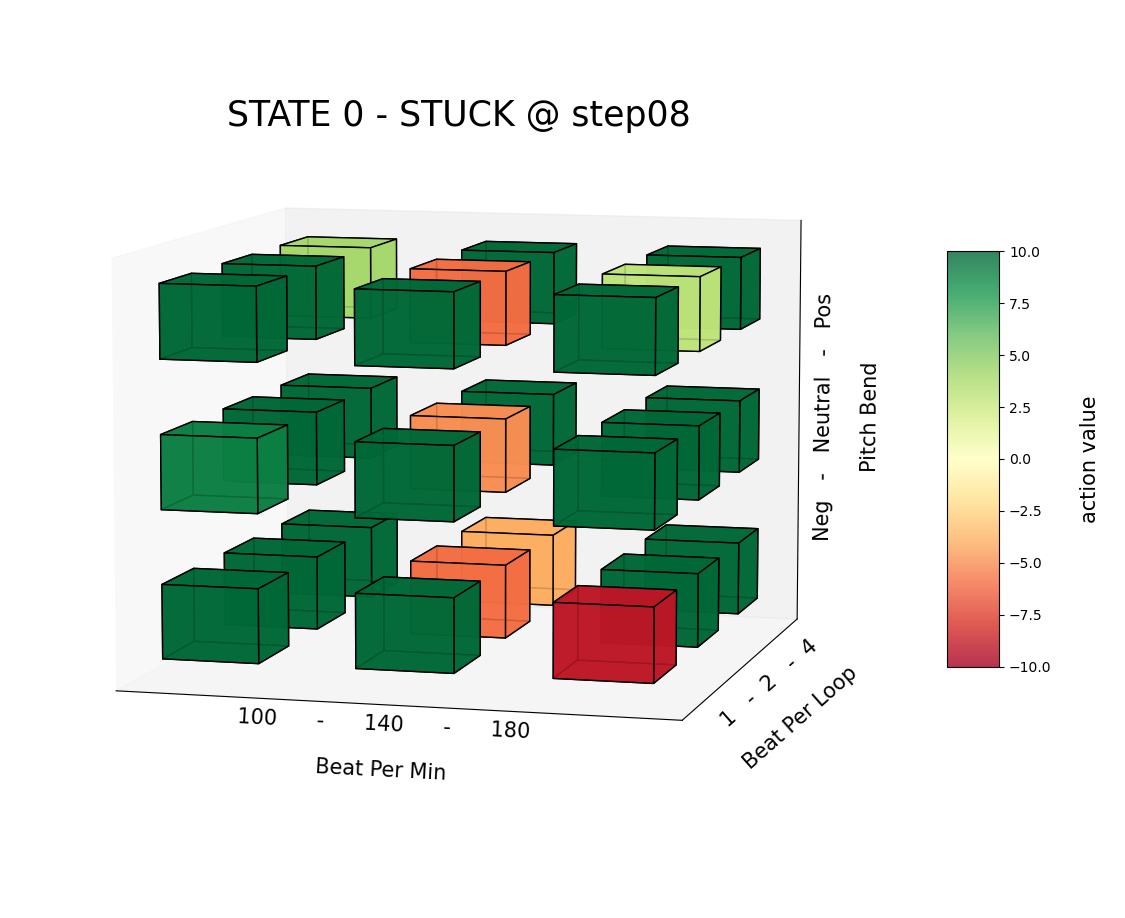 STATE 0 - STUCK @ step08
Neg - Neutral - Pos
Pitch Bend
100 - 140 - 180
Beat Per Min
1 - 2 - 4
Beat Per Loop
10.0
7.5
5.0
2.5
0.0
−2.5
−5.0
−7.5
−10.0
action value